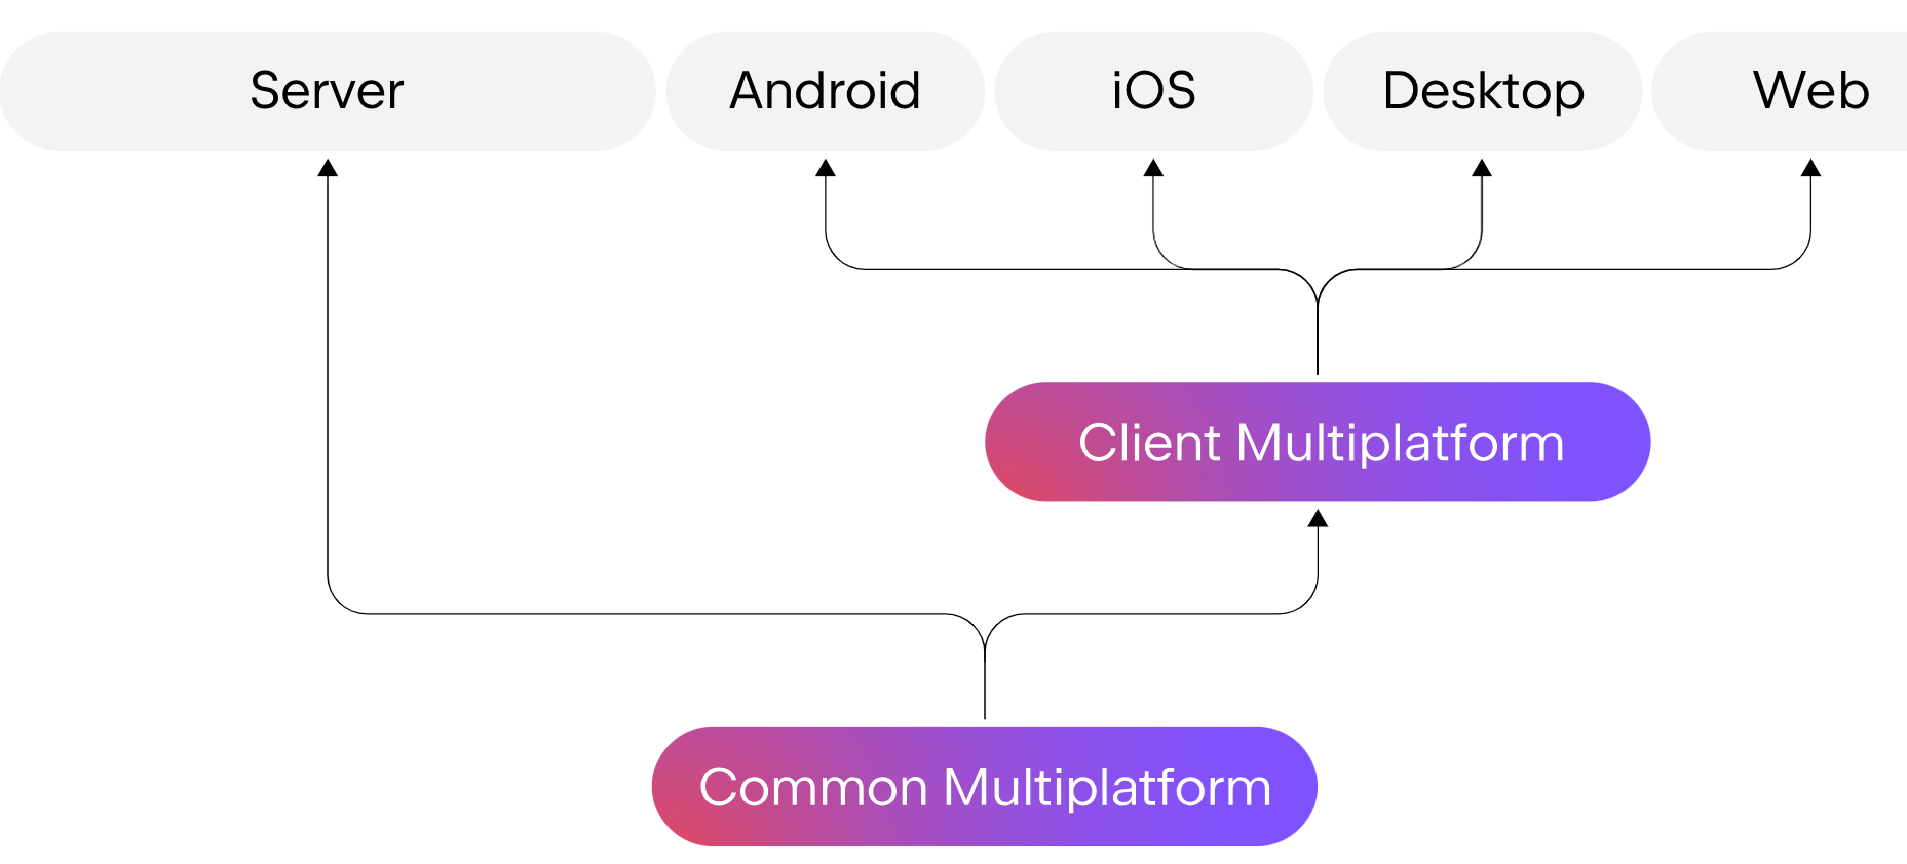 Server
Android
iOS
Desktop
Web
Client Multiplatform
Common Multiplatform